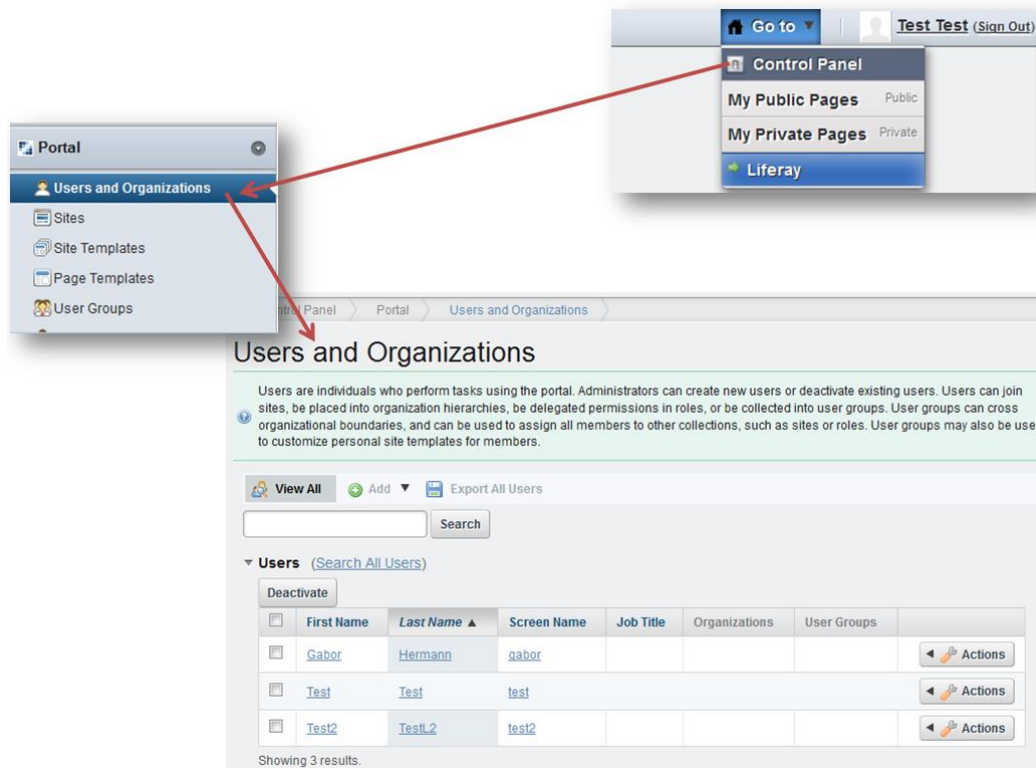 Go to
Test Test (Sign Out)
Control Panel
My Public Pages Public
My Private Pages Private
Liferay
Portal
Users and Organizations
Sites
Site Templates
Page Templates
User Groups
Panel
Portal
Users and Organizations
Users and Organizations
Users are individuals who perform tasks using the portal. Administrators can create new users or deactivate existing users. Users can join
sites, be placed into organization hierarchies, be delegated permissions in roles, or be collected into user groups. User groups can cross
organizational boundaries, and can be used to assign all members to other collections, such as sites or roles. User groups may also be use
to customize personal site templates for members.
View All Add Export All Users
Search
Users (Search All Users)
Deactivate
First Name Last Name Screen Name Job Title Organizations User Groups
Gabor Hermann gabor Actions
Test Test test Actions
Test2 TestL2 test2 Actions
Showing 3 results.